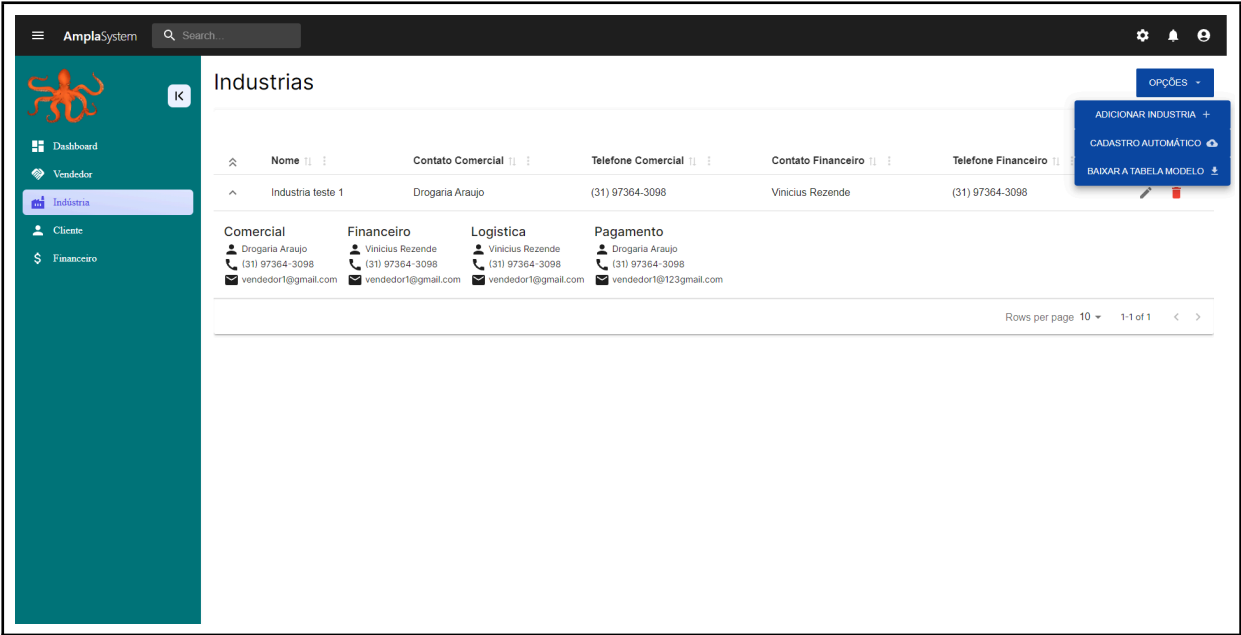 AmplaSystem Search...
Industrias
OPÇÕES
ADICIONAR INDUSTRIA +
CADASTRO AUTOMÁTICO
BAIXAR A TABELA MODELO
Dashboard
Vendedor
Indústria
Cliente
$ Financeiro
Nome Contato Comercial Telefone Comercial Contato Financeiro Telefone Financeiro
Industria teste 1 Drogaria Araujo (31) 97364-3098 Vinicius Rezende (31) 97364-3098
Comercial Financeiro Logistica Pagamento
Drogaria Araujo Vinicius Rezende Vinicius Rezende Drogaria Araujo
(31) 97364-3098 (31) 97364-3098 (31) 97364-3098 (31) 97364-3098
vendedor1@gmail.com vendedor1@gmail.com vendedor1@gmail.com vendedor1@123gmail.com
Rows per page 10 1-1 of 1